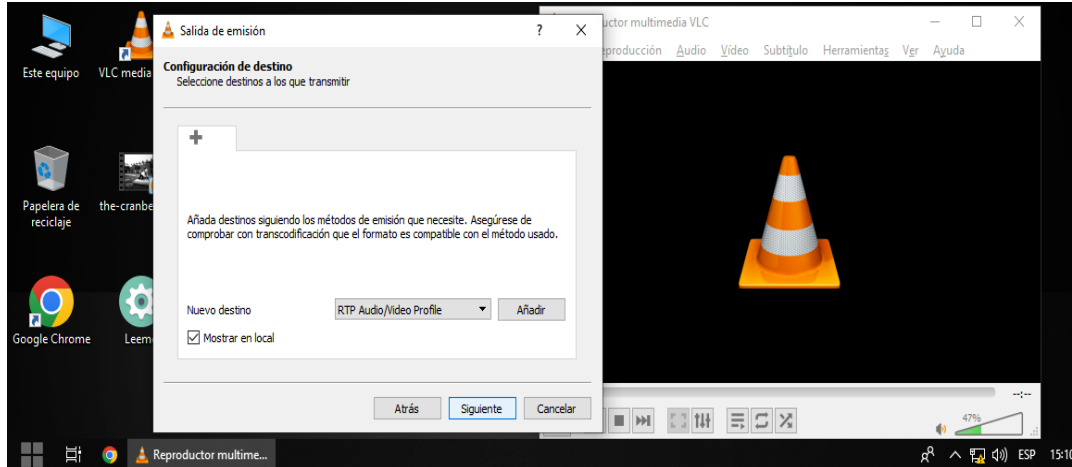 Este equipo
VLC media
Papelera de
reciclaje
the-cranbe
Google Chrome
Leem
Salida de emisión
?
Configuración de destino
Seleccione destinos a los que transmitir
Añada destinos siguiendo los métodos de emisión que necesite. Asegúrese de
comprobar con transcodificación que el formato es compatible con el método usado.
Nuevo destino
RTP Audio/Video Profile
Añadir
Mostrar en local
Atrás
Siguiente
Cancelar
uctor multimedia VLC
eproducción Audio Vídeo Subtítulo Herramientas Ver Ayuda
--:--
47%
Reproductor multime...
ESP
15:10